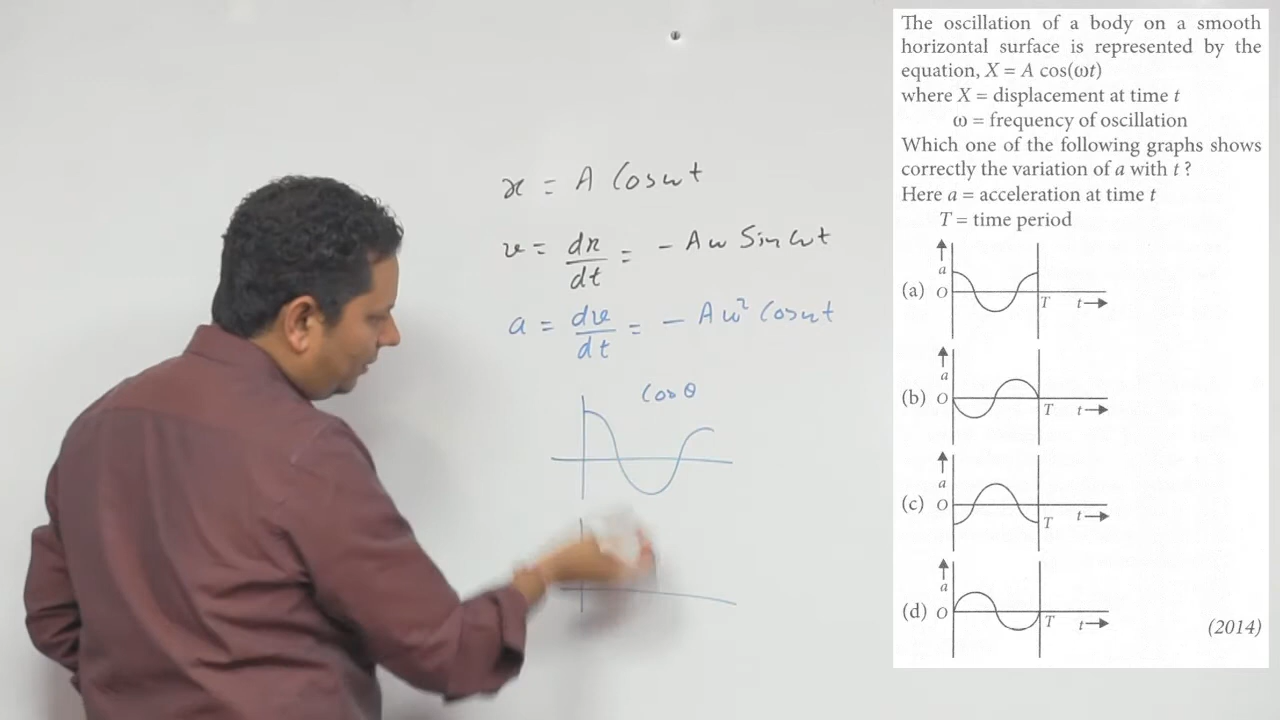 x = A Cos ωt
v = dx/dt = - Aω Sin ωt
a = dv/dt = - Aω² Cos ωt
Cos θ
The oscillation of a body on a smooth
horizontal surface is represented by the
equation, X = A cos(ωt)
where X = displacement at time t
ω = frequency of oscillation
Which one of the following graphs shows
correctly the variation of a with t ?
Here a = acceleration at time t
T = time period
a
(a) O T t
a
(b) O T t
a
(c) O T t
a
(d) O T t
(2014)